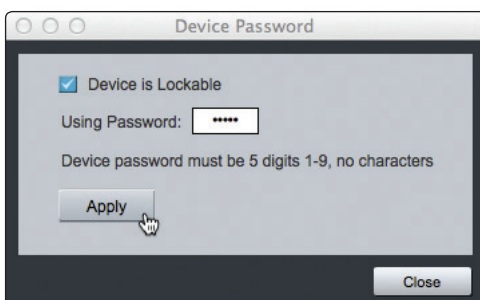 Device Password
Device is Lockable
Using Password: •••••
Device password must be 5 digits 1-9, no characters
Apply
Close